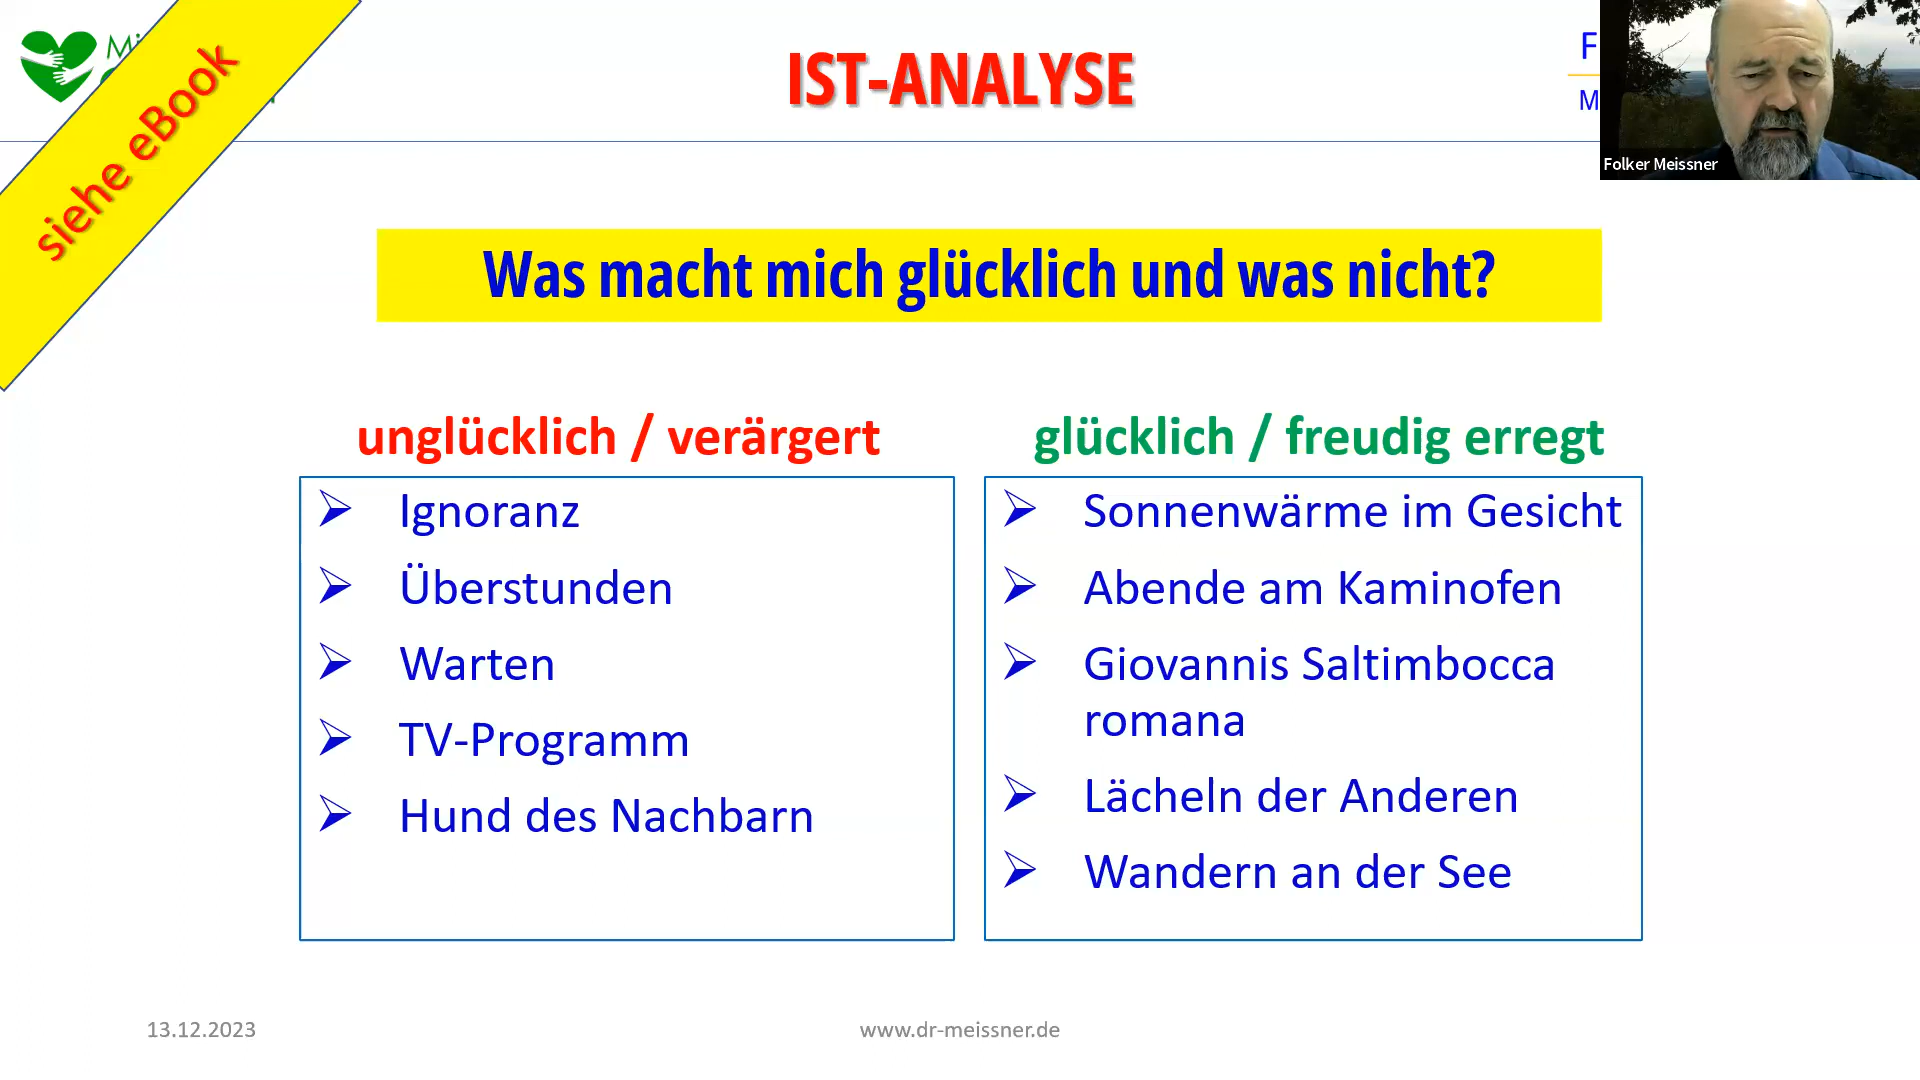 siehe eBook
IST-ANALYSE
Folker Meissner
Was macht mich glücklich und was nicht?
unglücklich / verärgert
Ignoranz
Überstunden
Warten
TV-Programm
Hund des Nachbarn
glücklich / freudig erregt
Sonnenwärme im Gesicht
Abende am Kaminofen
Giovannis Saltimbocca
romana
Lächeln der Anderen
Wandern an der See
13.12.2023
www.dr-meissner.de